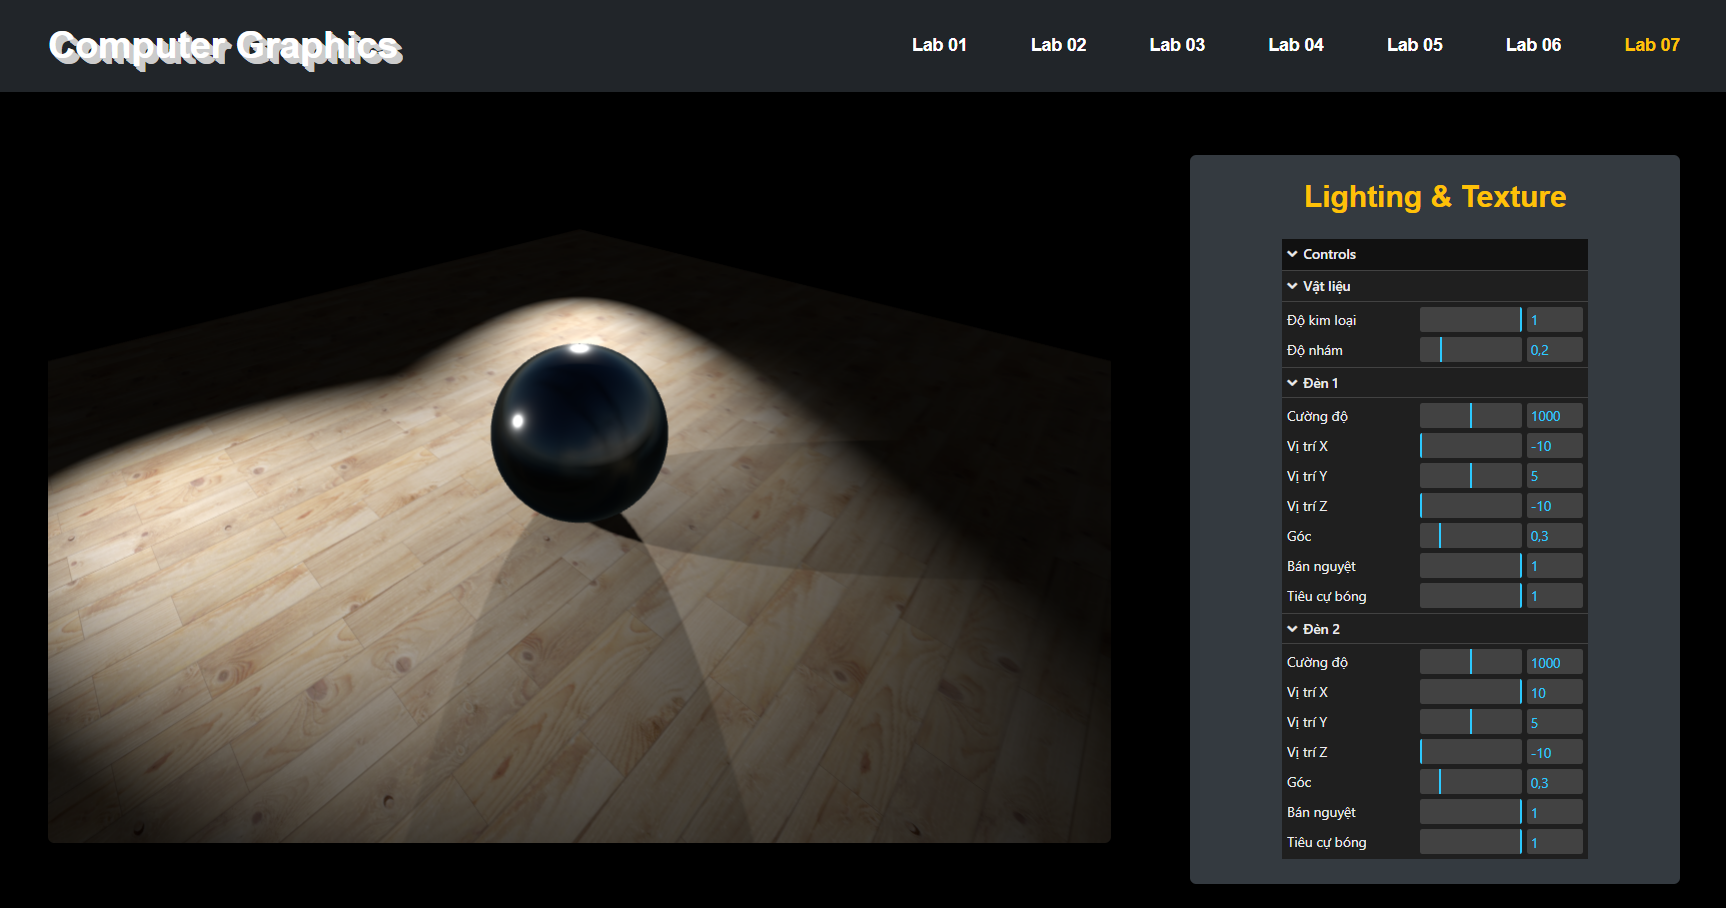 Computer Graphics
Lab 01 Lab 02 Lab 03 Lab 04 Lab 05 Lab 06 Lab 07
Lighting & Texture
Controls
Vật liệu
Độ kim loại 1
Độ nhám 0,2
Đèn 1
Cường độ 1000
Vị trí X -10
Vị trí Y 5
Vị trí Z -10
Góc 0,3
Bán nguyệt 1
Tiêu cự bóng 1
Đèn 2
Cường độ 1000
Vị trí X 10
Vị trí Y 5
Vị trí Z -10
Góc 0,3
Bán nguyệt 1
Tiêu cự bóng 1